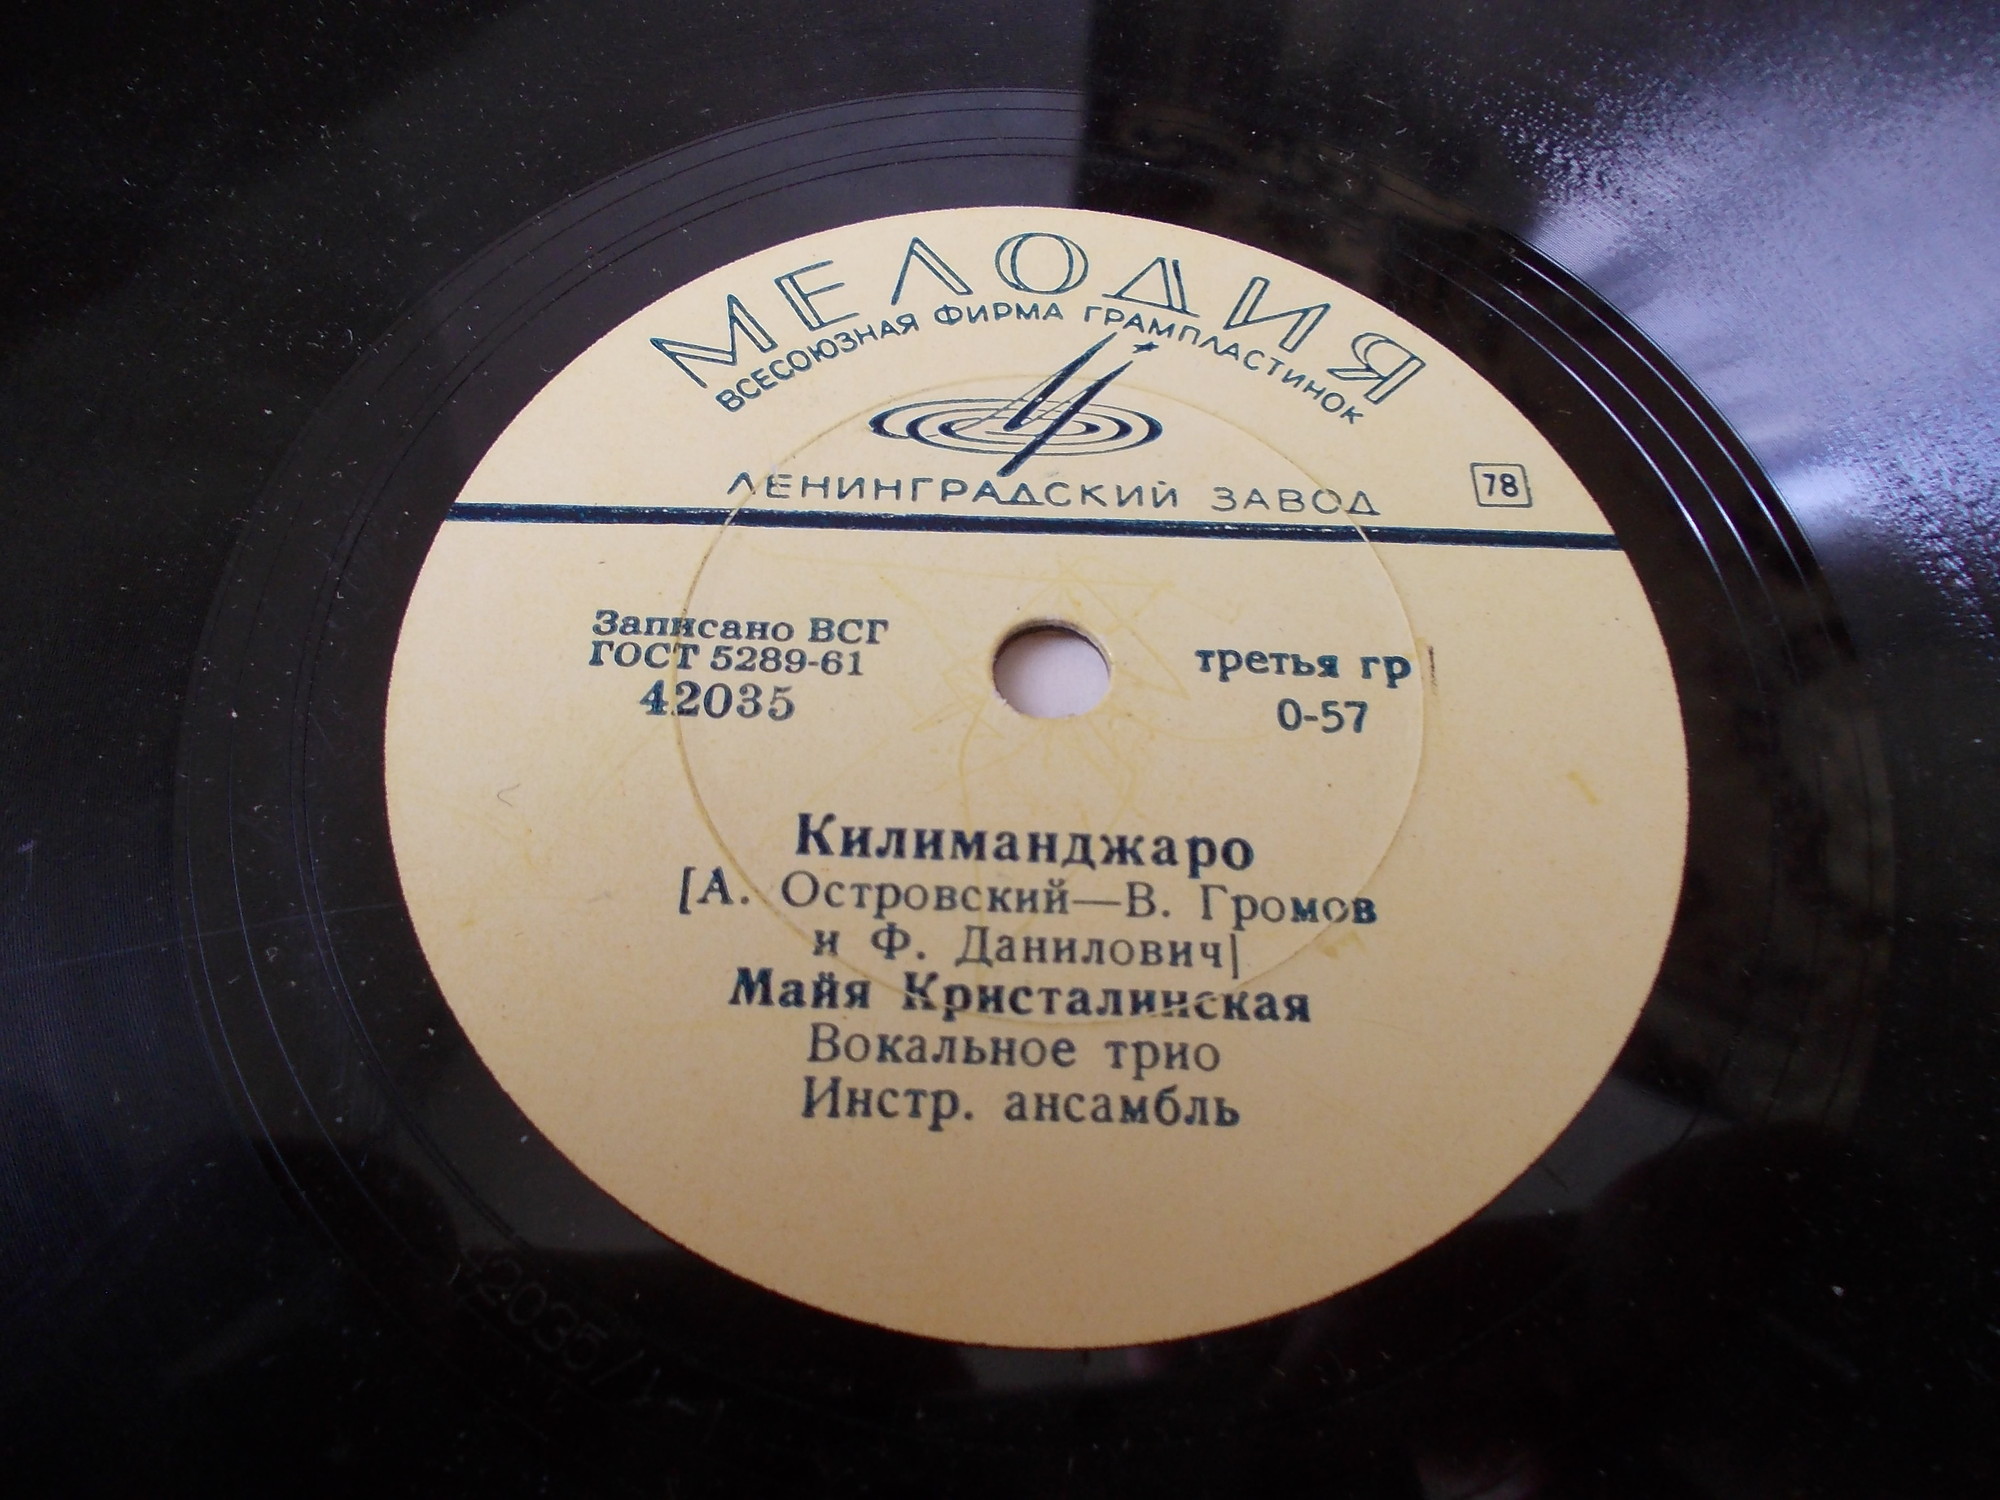 МЕЛОДИЯ
ВСЕСОЮЗНАЯ ФИРМА ГРАМПЛАСТИНОК
ЛЕНИНГРАДСКИЙ ЗАВОД
78
Записано ВСГ
ГОСТ 5289-61
42035
третья гр
0-57
Килиманджаро
[А. Островский—В. Громов
и Ф. Данилович]
Майя Кристалинская
Вокальное трио
Инстр. ансамбль
42035/